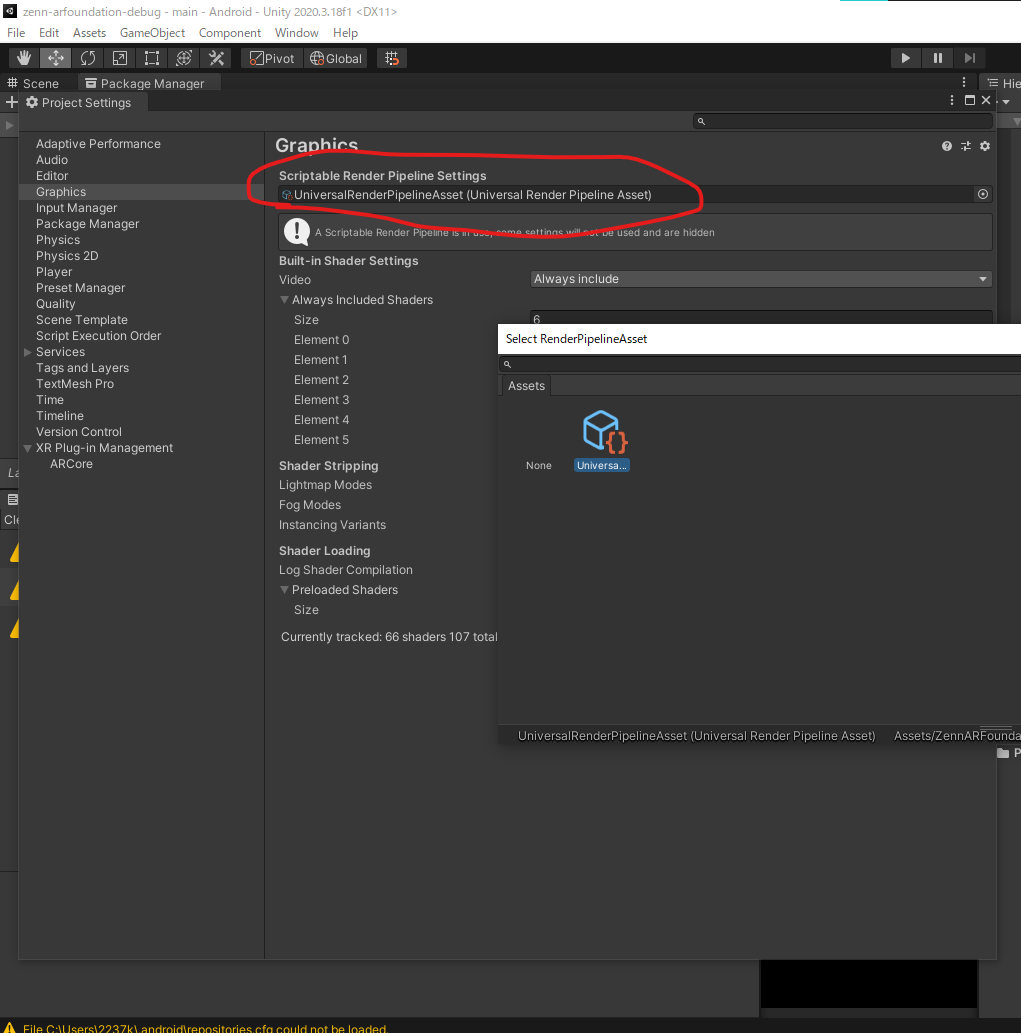 zenn-arfoundation-debug - main - Android - Unity 2020.3.18f1 <DX11>
File Edit Assets GameObject Component Window Help
Pivot Global
Scene Package Manager Hie
Project Settings
Adaptive Performance
Audio
Editor
Graphics
Input Manager
Package Manager
Physics
Physics 2D
Player
Preset Manager
Quality
Scene Template
Script Execution Order
Services
Tags and Layers
TextMesh Pro
Time
Timeline
Version Control
XR Plug-in Management
ARCore
Graphics
Scriptable Render Pipeline Settings
UniversalRenderPipelineAsset (Universal Render Pipeline Asset)
A Scriptable Render Pipeline is in use, some settings will not be used and are hidden
Built-in Shader Settings
Video Always include
Always Included Shaders
Size 6
Element 0
Element 1
Element 2
Element 3
Element 4
Element 5
Shader Stripping
Lightmap Modes
Fog Modes
Instancing Variants
Shader Loading
Log Shader Compilation
Preloaded Shaders
Size
Currently tracked: 66 shaders 107 total
Select RenderPipelineAsset
Assets
None Universa...
UniversalRenderPipelineAsset (Universal Render Pipeline Asset) Assets/ZennARFounda
La
Cle
P
File C:\Users\2237k\.android\repositories.cfg could not be loaded.